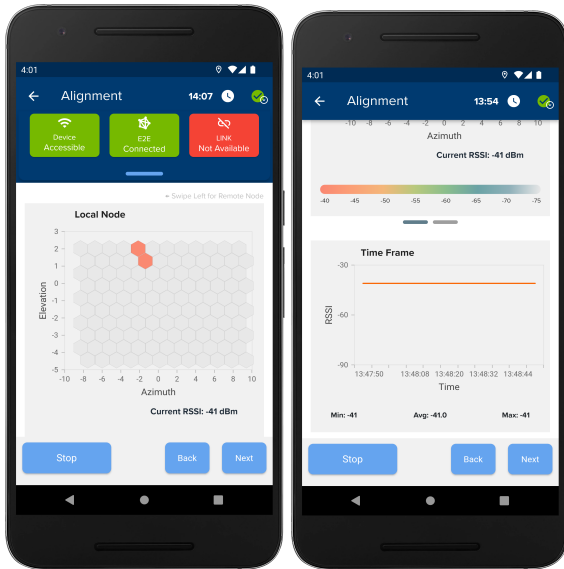 4:01
Alignment 14:07
Device
Accessible
E2E
Connected
LINK
Not Available
← Swipe Left for Remote Node
Local Node
3
2
1
0
-1
-2
-3
-4
-5
Elevation
-10 -8 -6 -4 -2 0 2 4 6 8 10
Azimuth
Current RSSI: -41 dBm
Stop Back Next
4:01
Alignment 13:54
-10 -8 -6 -4 -2 0 2 4 6 8 10
Azimuth
Current RSSI: -41 dBm
-40 -45 -50 -55 -60 -65 -70 -75
Time Frame
-30
-60
-90
RSSI
13:47:50 13:48:08 13:48:20 13:48:32 13:48:44
Time
Min: -41 Avg: -41.0 Max: -41
Stop Back Next